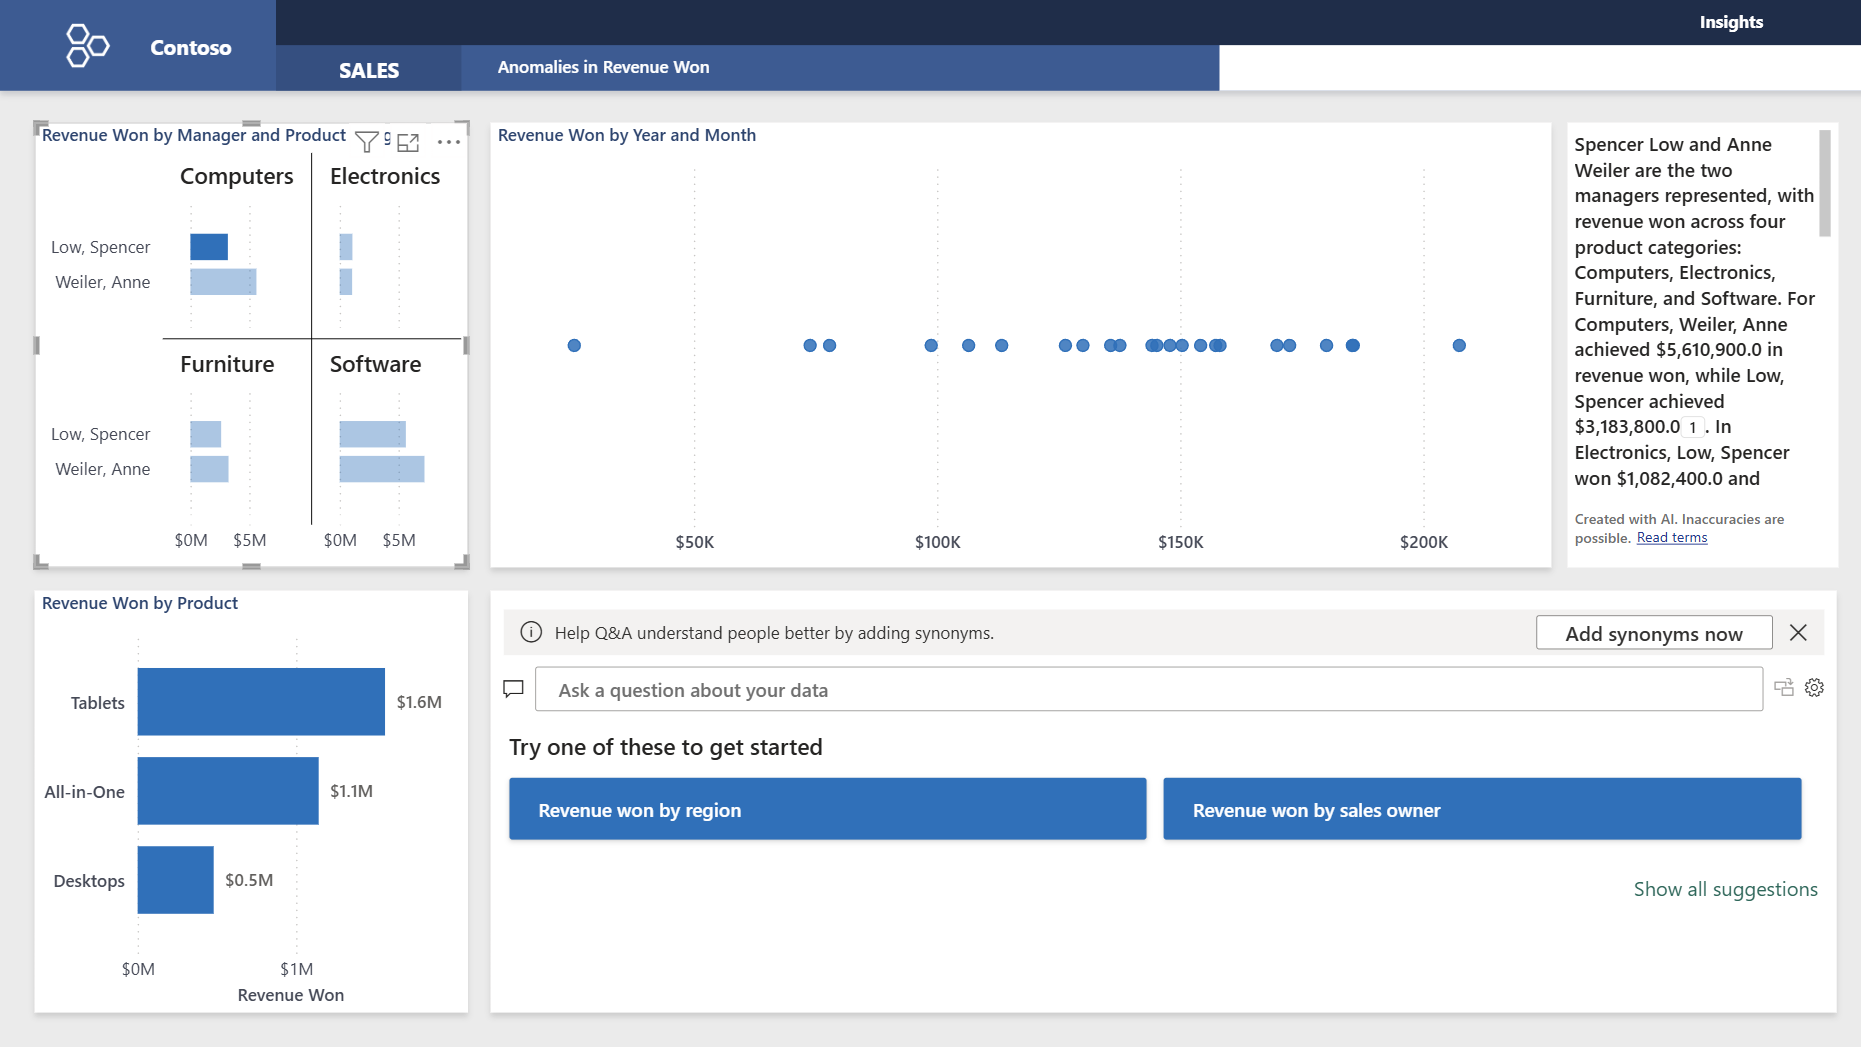 Contoso
Insights
SALES
Anomalies in Revenue Won
Revenue Won by Manager and Product
Computers
Electronics
Low, Spencer
Weiler, Anne
Furniture
Software
Low, Spencer
Weiler, Anne
$0M $5M $0M $5M
Revenue Won by Year and Month
$50K $100K $150K $200K
Spencer Low and Anne
Weiler are the two
managers represented, with
revenue won across four
product categories:
Computers, Electronics,
Furniture, and Software. For
Computers, Weiler, Anne
achieved $5,610,900.0 in
revenue won, while Low,
Spencer achieved
$3,183,800.0 1 . In
Electronics, Low, Spencer
won $1,082,400.0 and
Created with AI. Inaccuracies are
possible. Read terms
Revenue Won by Product
Tablets $1.6M
All-in-One $1.1M
Desktops $0.5M
$0M $1M
Revenue Won
Help Q&A understand people better by adding synonyms.
Add synonyms now
Ask a question about your data
Try one of these to get started
Revenue won by region
Revenue won by sales owner
Show all suggestions